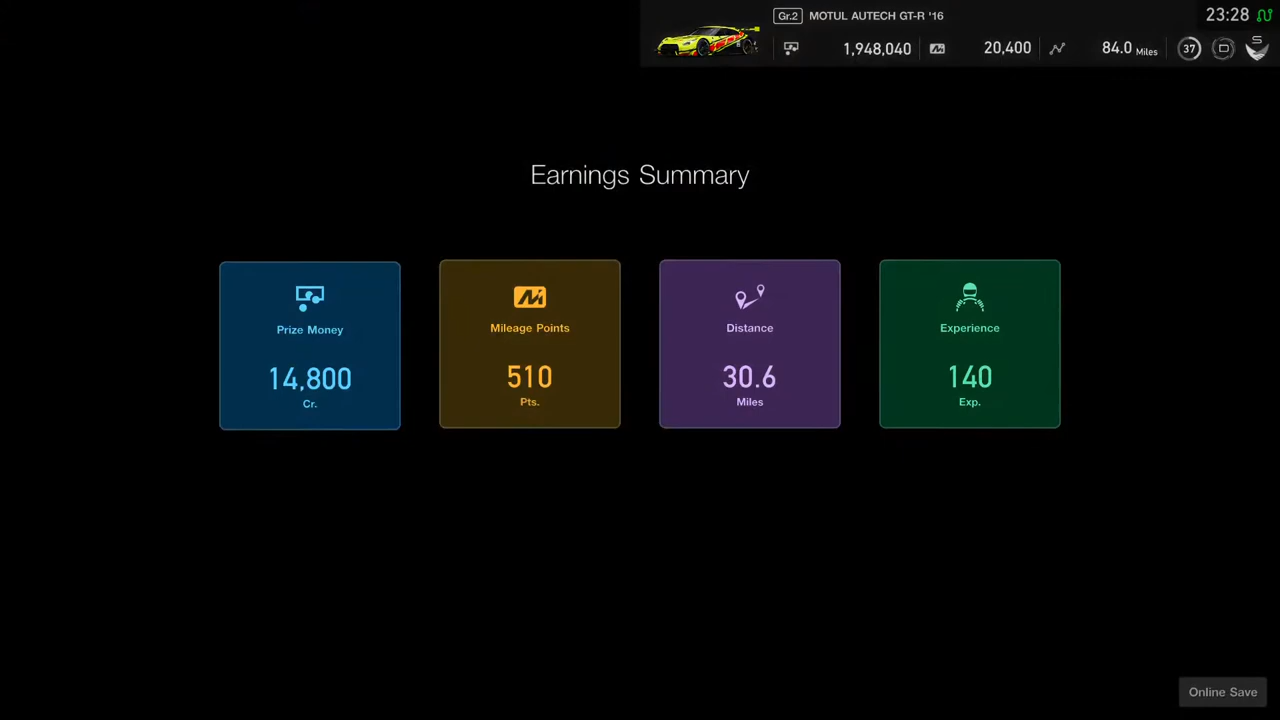 Gr.2 MOTUL AUTECH GT-R '16 23:28
1,948,040 20,400 84.0 Miles 37 D S
Earnings Summary
Prize Money Mileage Points Distance Experience
14,800 510 30.6 140
Cr. Pts. Miles Exp.
Online Save